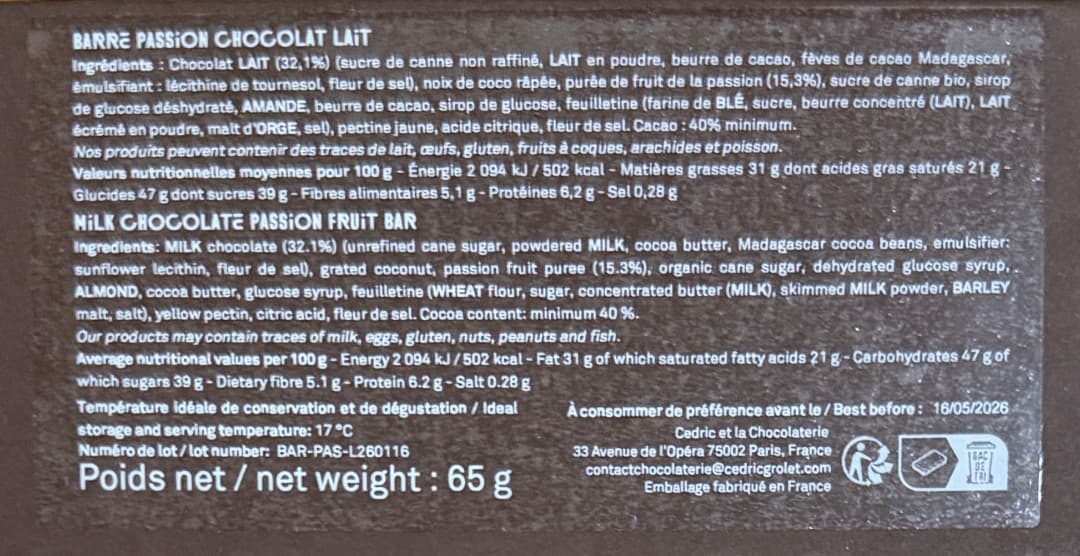 BARRE PASSiON CHOCOLAT LAiT
Ingrédients : Chocolat LAIT (32,1%) (sucre de canne non raffiné, LAIT en poudre, beurre de cacao, fèves de cacao Madagascar,
émulsifiant : lécithine de tournesol, fleur de sel), noix de coco râpée, purée de fruit de la passion (15,3%), sucre de canne bio, sirop
de glucose déshydraté, AMANDE, beurre de cacao, sirop de glucose, feuilletine (farine de BLÉ, sucre, beurre concentré (LAIT), LAIT
écrémé en poudre, malt d'ORGE, sel), pectine jaune, acide citrique, fleur de sel. Cacao : 40% minimum.
Nos produits peuvent contenir des traces de lait, œufs, gluten, fruits à coques, arachides et poisson.
Valeurs nutritionnelles moyennes pour 100 g - Énergie 2 094 kJ / 502 kcal - Matières grasses 31 g dont acides gras saturés 21 g -
Glucides 47 g dont sucres 39 g - Fibres alimentaires 5,1 g - Protéines 6,2 g - Sel 0,28 g
MiLK CHOCOLATE PASSiON FRUiT BAR
Ingredients: MILK chocolate (32.1%) (unrefined cane sugar, powdered MILK, cocoa butter, Madagascar cocoa beans, emulsifier:
sunflower lecithin, fleur de sel), grated coconut, passion fruit puree (15.3%), organic cane sugar, dehydrated glucose syrup,
ALMOND, cocoa butter, glucose syrup, feuilletine (WHEAT flour, sugar, concentrated butter (MILK), skimmed MILK powder, BARLEY
malt, salt), yellow pectin, citric acid, fleur de sel. Cocoa content: minimum 40 %.
Our products may contain traces of milk, eggs, gluten, nuts, peanuts and fish.
Average nutritional values per 100 g - Energy 2 094 kJ / 502 kcal - Fat 31 g of which saturated fatty acids 21 g - Carbohydrates 47 g of
which sugars 39 g - Dietary fibre 5.1 g - Protein 6.2 g - Salt 0.28 g
Température idéale de conservation et de dégustation / Ideal
storage and serving temperature: 17 °C
Numéro de lot / lot number: BAR-PAS-L260116
Poids net / net weight : 65 g
À consommer de préférence avant le / Best before : 16/05/2026
Cedric et la Chocolaterie
33 Avenue de l'Opéra 75002 Paris, France
contactchocolaterie@cedricgrolet.com
Emballage fabriqué en France
BAC
DE
TRI